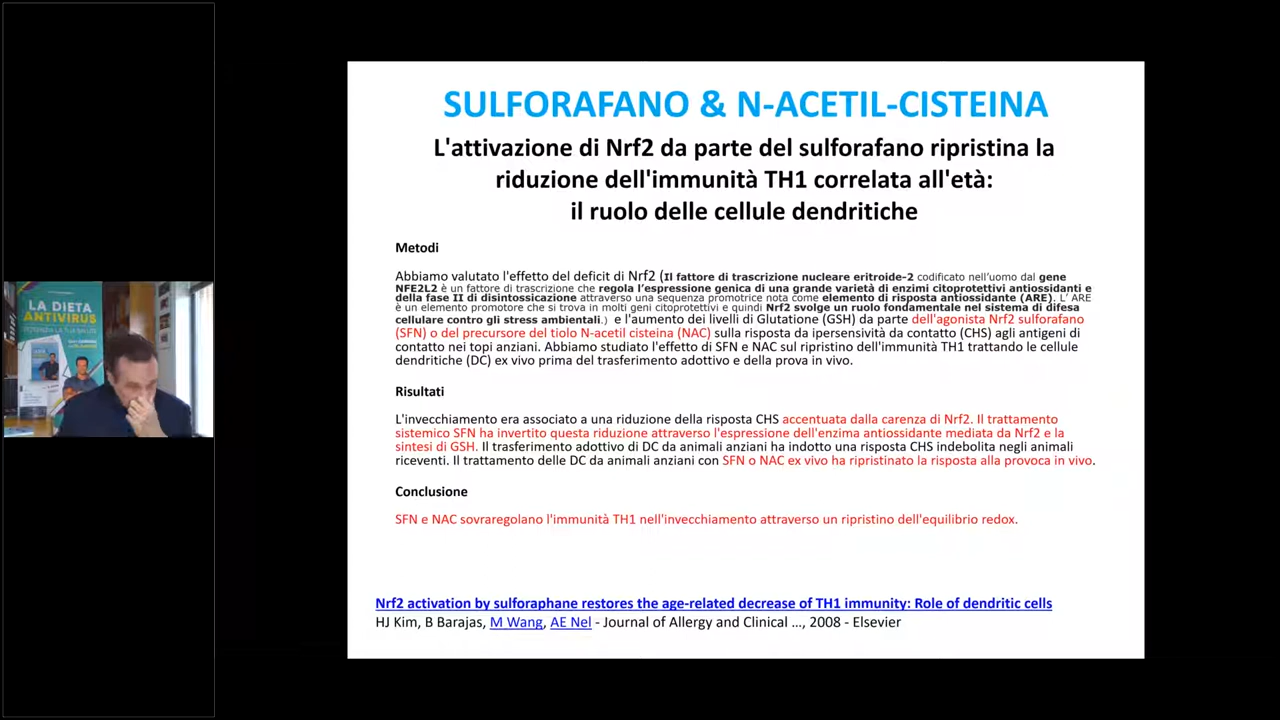 SULFORAFANO & N-ACETIL-CISTEINA
L'attivazione di Nrf2 da parte del sulforafano ripristina la
riduzione dell'immunità TH1 correlata all'età:
il ruolo delle cellule dendritiche
Metodi
Abbiamo valutato l'effetto del deficit di Nrf2 (Il fattore di trascrizione nucleare eritroide-2 codificato nell'uomo dal gene
NFE2L2 è un fattore di trascrizione che regola l'espressione genica di una grande varietà di enzimi citoprotettivi antiossidanti e
della fase II di disintossicazione attraverso una sequenza promotrice nota come elemento di risposta antiossidante (ARE). L' ARE
è un elemento promotore che si trova in molti geni citoprotettivi e quindi Nrf2 svolge un ruolo fondamentale nel sistema di difesa
cellulare contro gli stress ambientali.) e l'aumento dei livelli di Glutatione (GSH) da parte dell'agonista Nrf2 sulforafano
(SFN) o del precursore del tiolo N-acetil cisteina (NAC) sulla risposta da ipersensività da contatto (CHS) agli antigeni di
contatto nei topi anziani. Abbiamo studiato l'effetto di SFN e NAC sul ripristino dell'immunità TH1 trattando le cellule
dendritiche (DC) ex vivo prima del trasferimento adottivo e della prova in vivo.
Risultati
L'invecchiamento era associato a una riduzione della risposta CHS accentuata dalla carenza di Nrf2. Il trattamento
sistemico SFN ha invertito questa riduzione attraverso l'espressione dell'enzima antiossidante mediata da Nrf2 e la
sintesi di GSH. Il trasferimento adottivo di DC da animali anziani ha indotto una risposta CHS indebolita negli animali
riceventi. Il trattamento delle DC da animali anziani con SFN o NAC ex vivo ha ripristinato la risposta alla provoca in vivo.
Conclusione
SFN e NAC sovraregolano l'immunità TH1 nell'invecchiamento attraverso un ripristino dell'equilibrio redox.
Nrf2 activation by sulforaphane restores the age-related decrease of TH1 immunity: Role of dendritic cells
HJ Kim, B Barajas, M Wang, AE Nel - Journal of Allergy and Clinical …, 2008 - Elsevier
LA DIETA
ANTIVIRUS